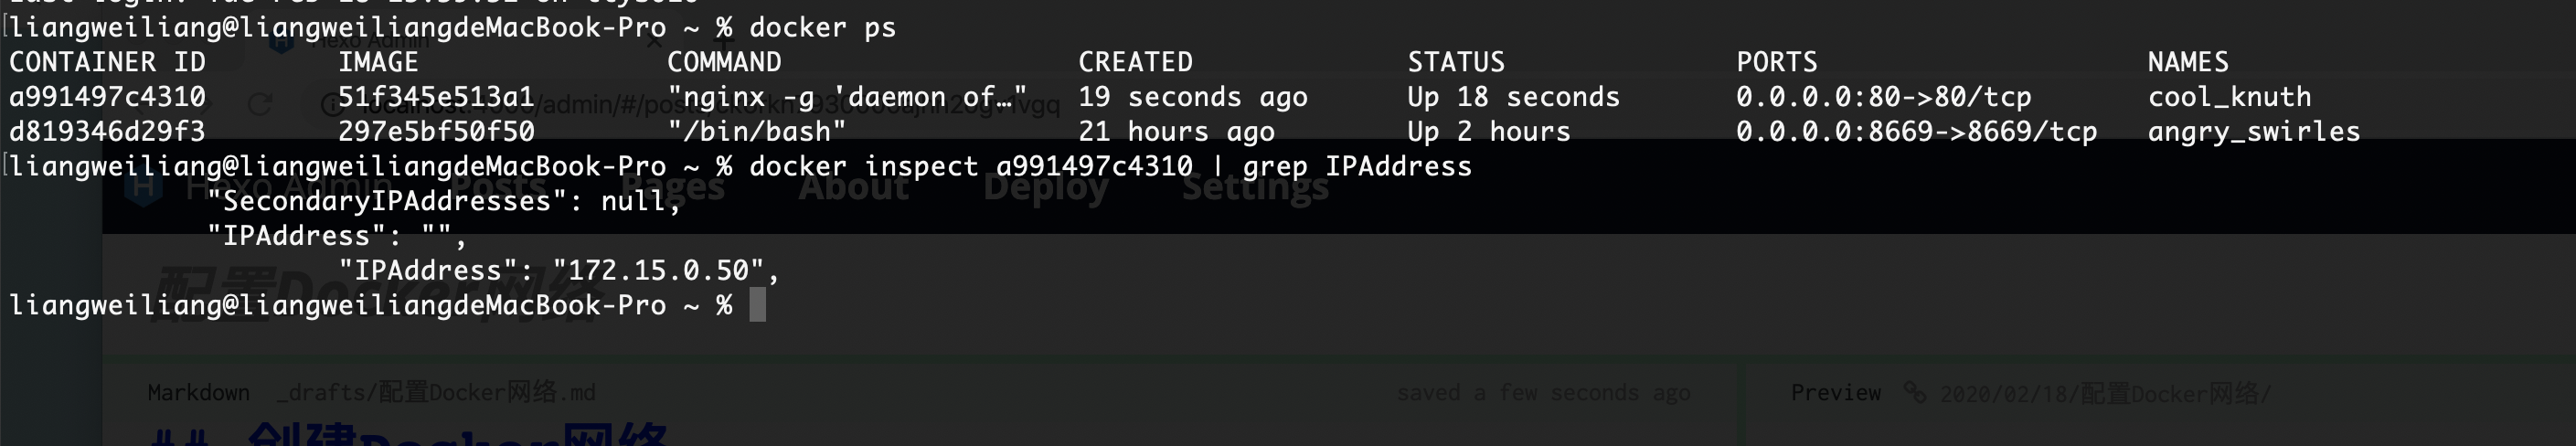 liangweiliang@liangweiliangdeMacBook-Pro ~ % docker ps
CONTAINER ID IMAGE COMMAND CREATED STATUS PORTS NAMES
a991497c4310 51f345e513a1 "nginx -g 'daemon of…" 19 seconds ago Up 18 seconds 0.0.0.0:80->80/tcp cool_knuth
d819346d29f3 297e5bf50f50 "/bin/bash" 21 hours ago Up 2 hours 0.0.0.0:8669->8669/tcp angry_swirles
liangweiliang@liangweiliangdeMacBook-Pro ~ % docker inspect a991497c4310 | grep IPAddress
Hexo Admin Posts Pages About Deploy Settings
"SecondaryIPAddresses": null,
"IPAddress": "",
"IPAddress": "172.15.0.50",
配置Docker网络
liangweiliang@liangweiliangdeMacBook-Pro ~ %
Markdown _drafts/配置Docker网络.md saved a few seconds ago Preview 2020/02/18/配置Docker网络/
## 创建Docker网络